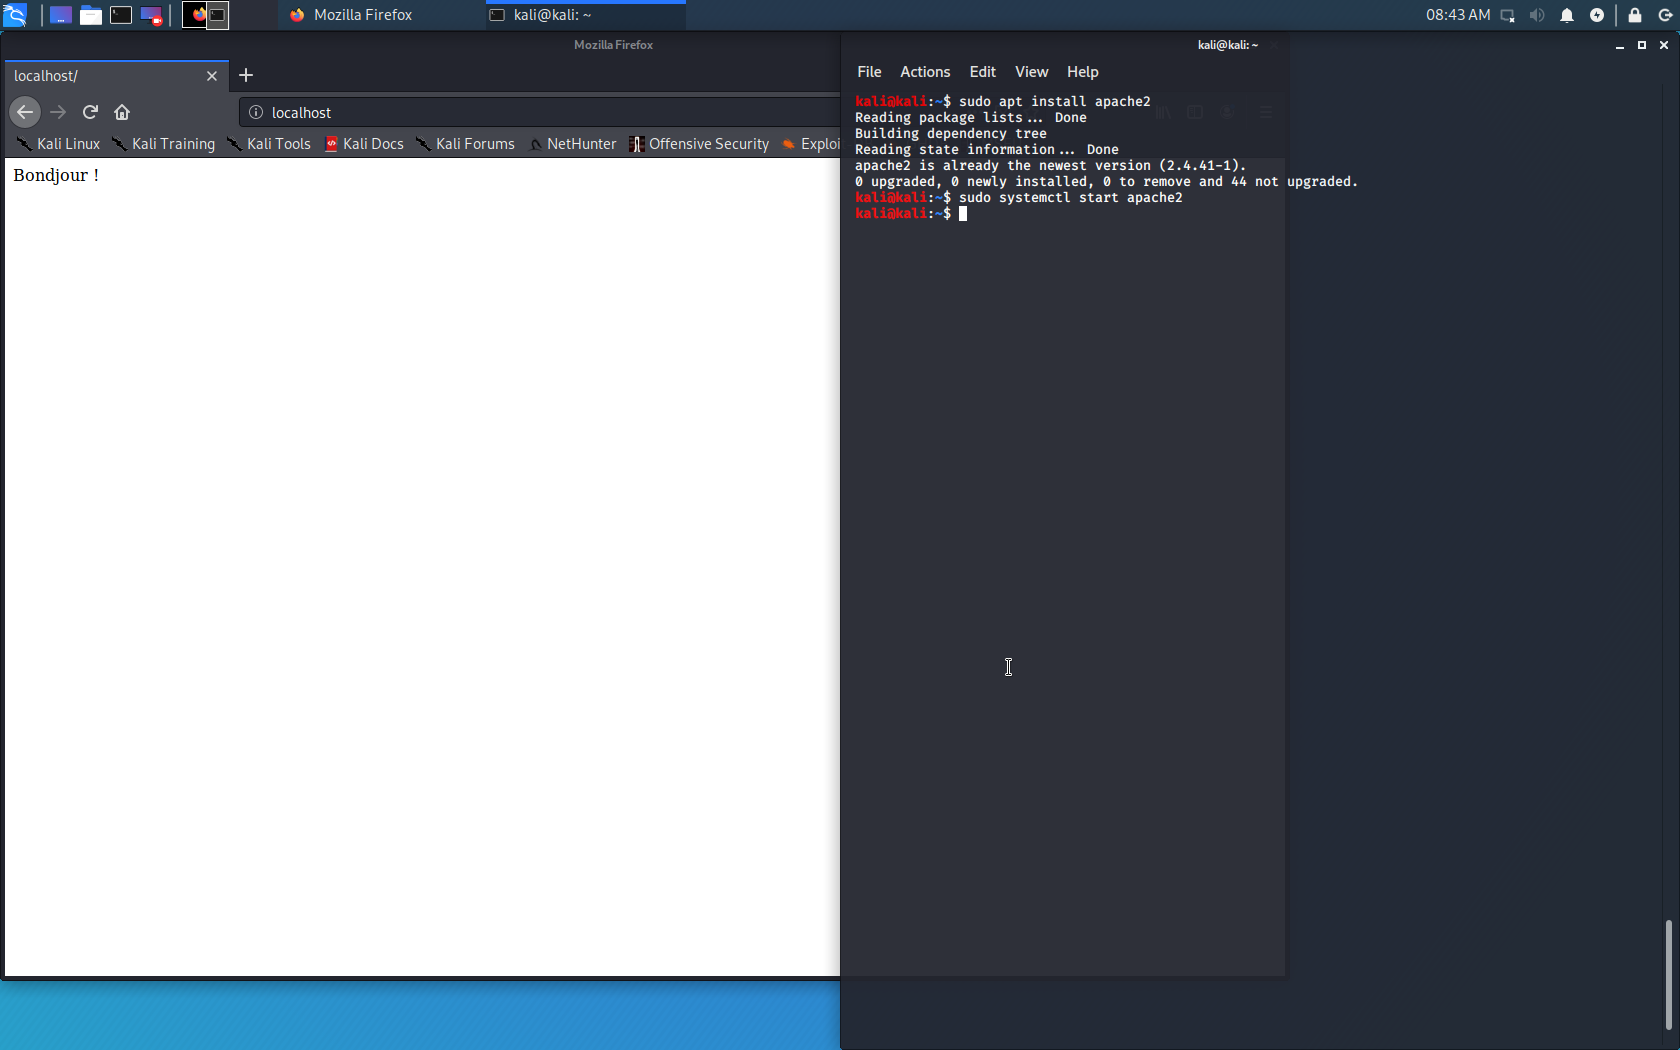 Mozilla Firefox
kali@kali: ~
08:43 AM
Mozilla Firefox
localhost/
localhost
Kali Linux Kali Training Kali Tools Kali Docs Kali Forums NetHunter Offensive Security Exploi
Bondjour !
kali@kali: ~
File Actions Edit View Help
kali@kali:~$ sudo apt install apache2
Reading package lists... Done
Building dependency tree
Reading state information... Done
apache2 is already the newest version (2.4.41-1).
0 upgraded, 0 newly installed, 0 to remove and 44 not upgraded.
kali@kali:~$ sudo systemctl start apache2
kali@kali:~$